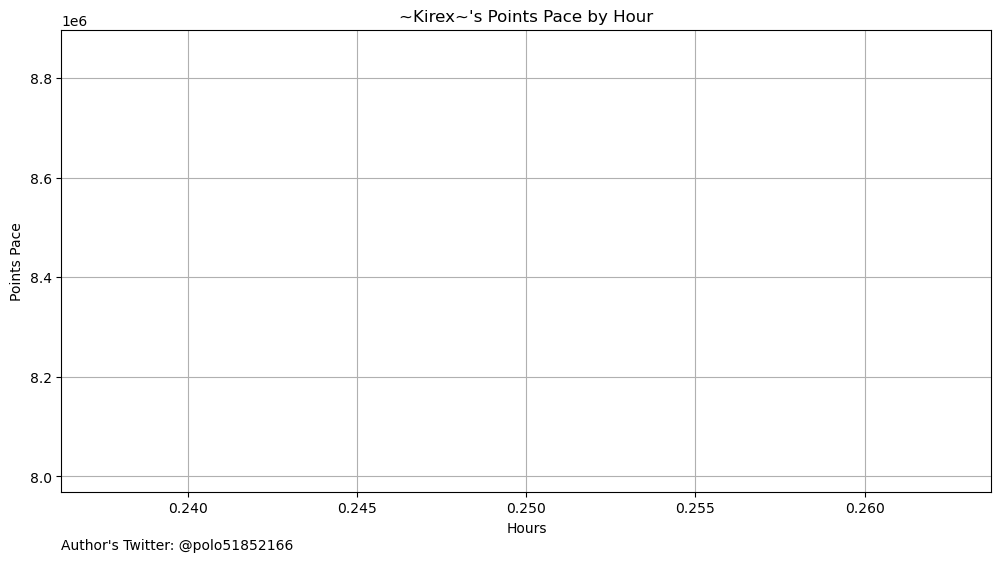 ~Kirex~'s Points Pace by Hour
1e6
8.8
8.6
8.4
8.2
8.0
Points Pace
0.240 0.245 0.250 0.255 0.260
Hours
Author's Twitter: @polo51852166